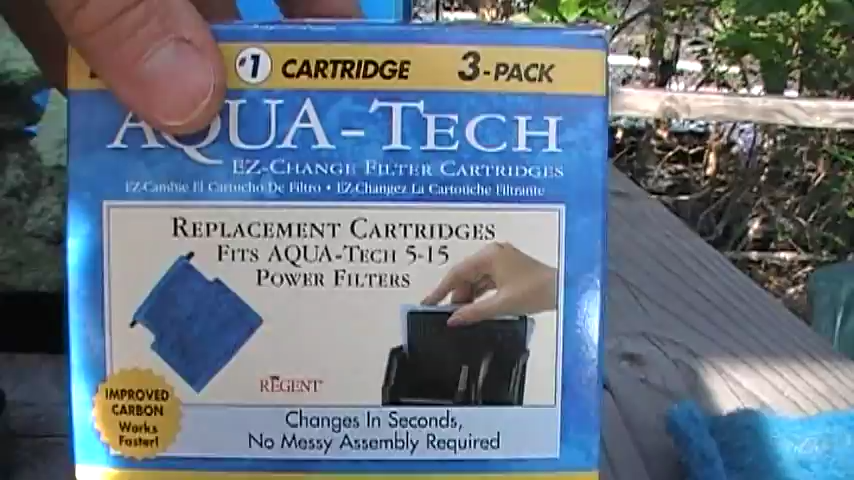 #1 CARTRIDGE 3-PACK
AQUA-TECH
EZ-CHANGE FILTER CARTRIDGES
EZ-Cambie El Cartucho De Filtro • EZ-Changez La Cartouche Filtrante
REPLACEMENT CARTRIDGES
FITS AQUA-TECH 5-15
POWER FILTERS
REGENT
IMPROVED
CARBON
Works
Faster!
Changes In Seconds,
No Messy Assembly Required